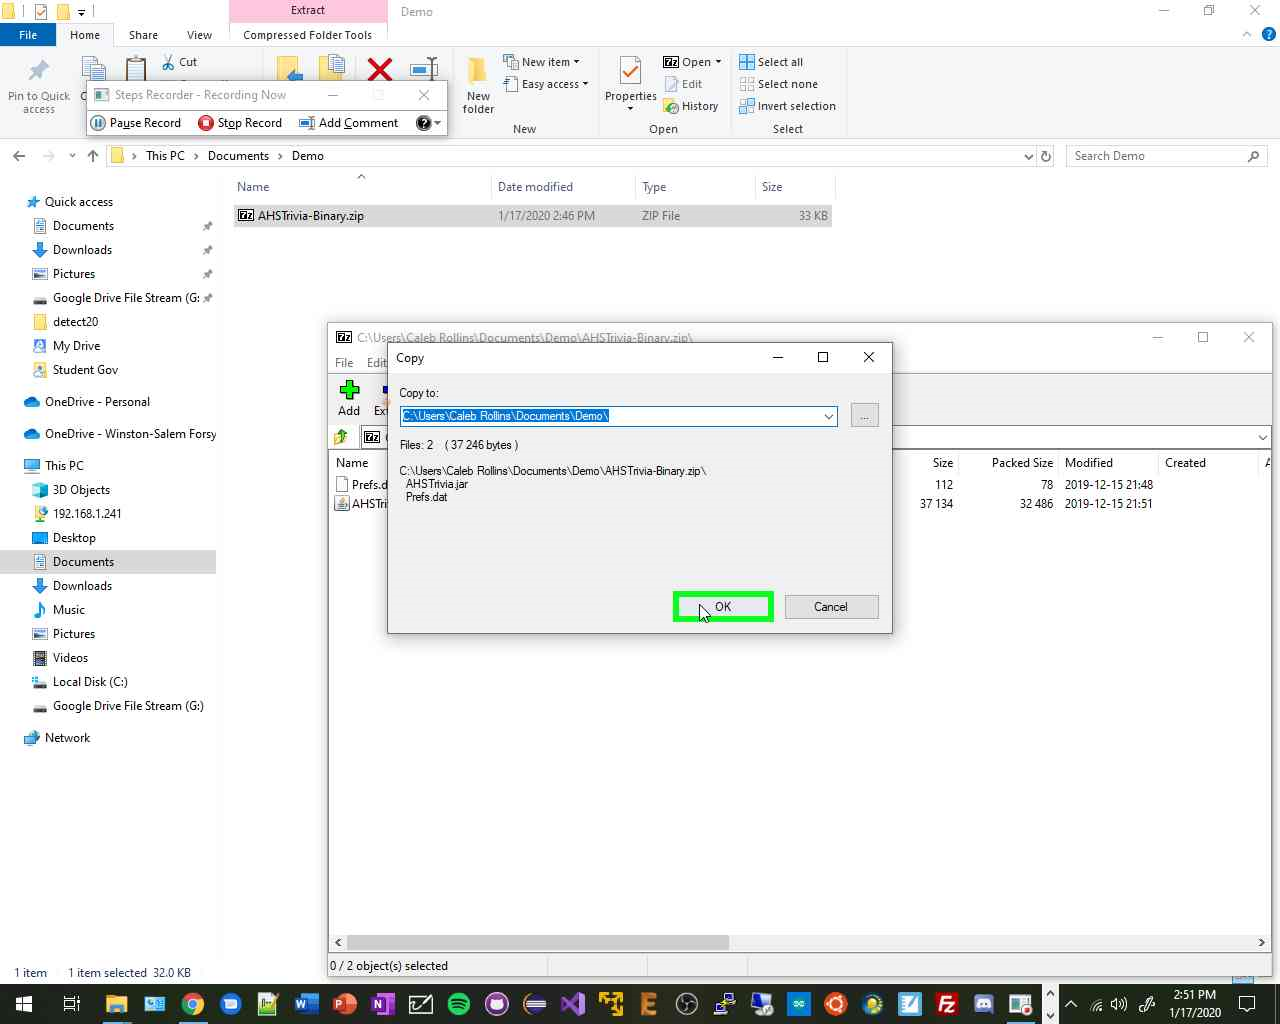 Extract
Demo
File
Home
Share
View
Compressed Folder Tools
Pin to Quick access
Cut
New folder
New item
Easy access
New
Properties
Open
Edit
History
Open
Select all
Select none
Invert selection
Select
Steps Recorder - Recording Now
Pause Record
Stop Record
Add Comment
This PC
Documents
Demo
Search Demo
Name
Date modified
Type
Size
AHSTrivia-Binary.zip
1/17/2020 2:46 PM
ZIP File
33 KB
Quick access
Documents
Downloads
Pictures
Google Drive File Stream (G:
detect20
My Drive
Student Gov
OneDrive - Personal
OneDrive - Winston-Salem Forsy
This PC
3D Objects
192.168.1.241
Desktop
Documents
Downloads
Music
Pictures
Videos
Local Disk (C:)
Google Drive File Stream (G:)
Network
C:\Users\Caleb Rollins\Documents\Demo\AHSTrivia-Binary.zip\
File
Edi
Add
Ex
Name
Size
Packed Size
Modified
Created
A
Prefs.d
112
78
2019-12-15 21:48
AHSTri
37 134
32 486
2019-12-15 21:51
Copy
Copy to:
C:\Users\Caleb Rollins\Documents\Demo\
...
Files: 2 ( 37 246 bytes )
C:\Users\Caleb Rollins\Documents\Demo\AHSTrivia-Binary.zip\
AHSTrivia.jar
Prefs.dat
OK
Cancel
0 / 2 object(s) selected
1 item
1 item selected 32.0 KB
2:51 PM
1/17/2020